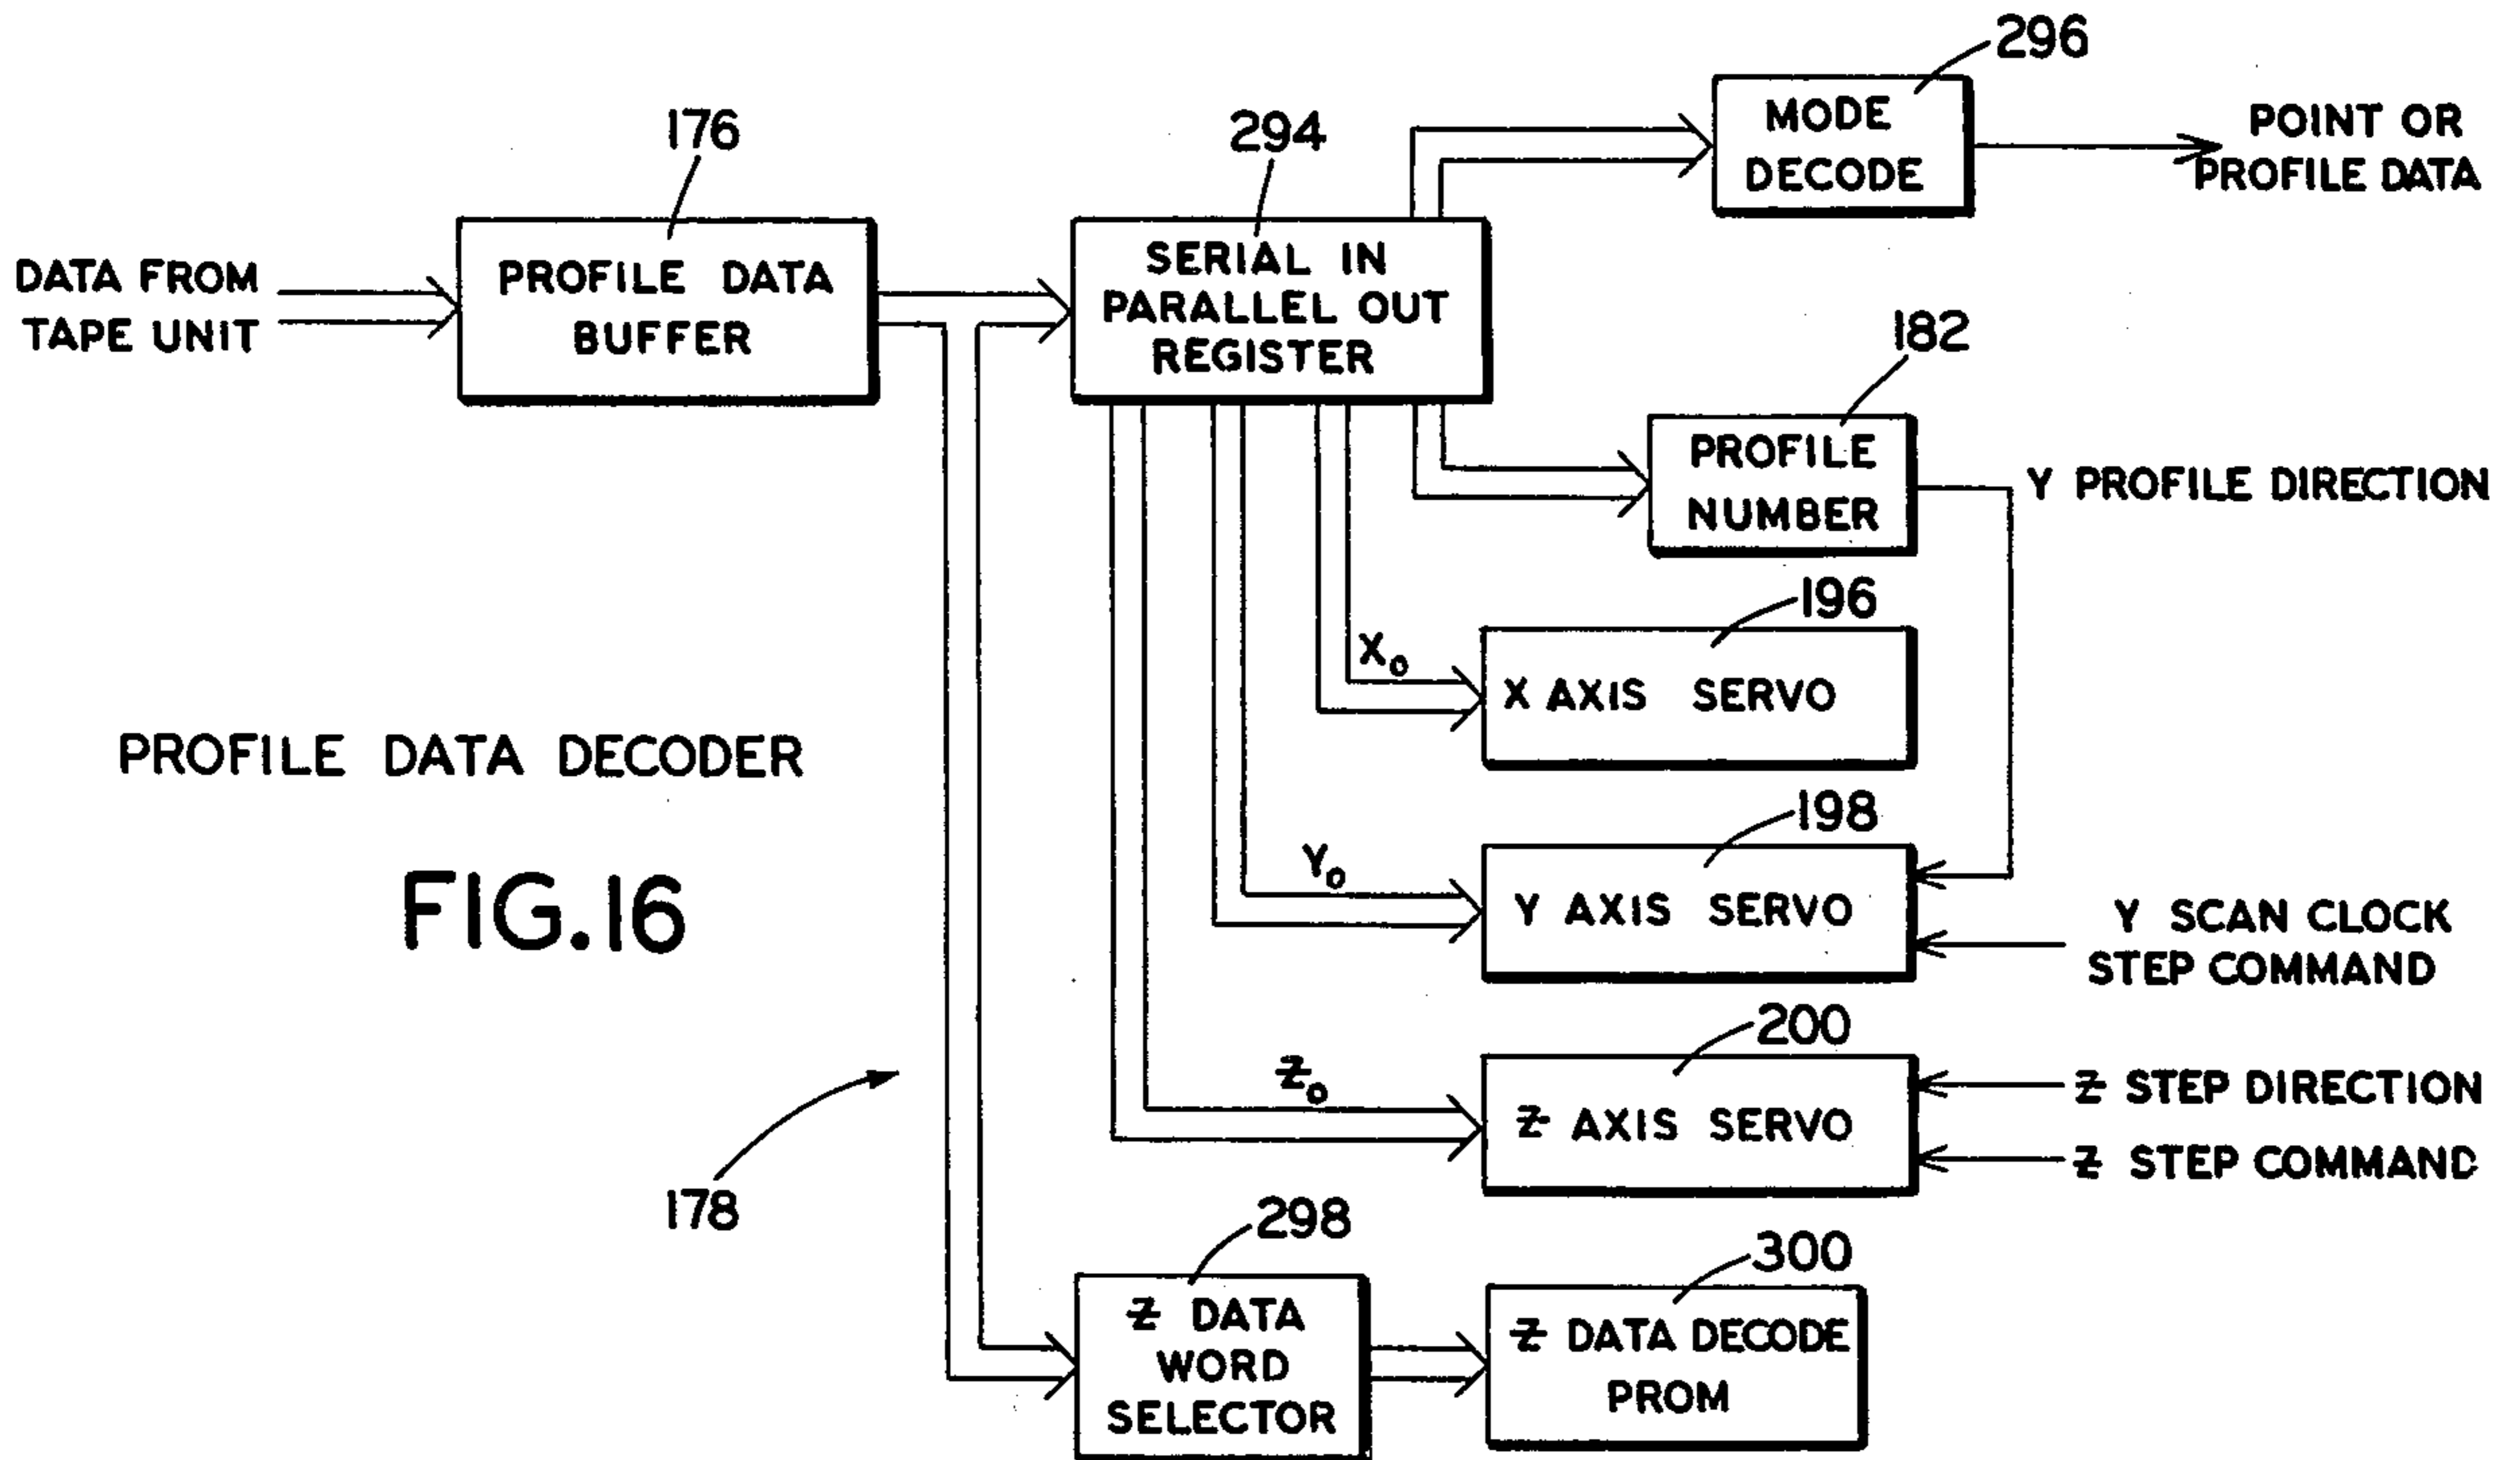 296
MODE
DECODE
POINT OR
PROFILE DATA
176
294
DATA FROM
TAPE UNIT
PROFILE DATA
BUFFER
SERIAL IN
PARALLEL OUT
REGISTER
182
PROFILE
NUMBER
Y PROFILE DIRECTION
196
X₀
X AXIS SERVO
PROFILE DATA DECODER
FIG.16
198
Y₀
Y AXIS SERVO
Y SCAN CLOCK
STEP COMMAND
200
Z₀
Z AXIS SERVO
Z STEP DIRECTION
Z STEP COMMAND
178
298
Z DATA
WORD
SELECTOR
300
Z DATA DECODE
PROM